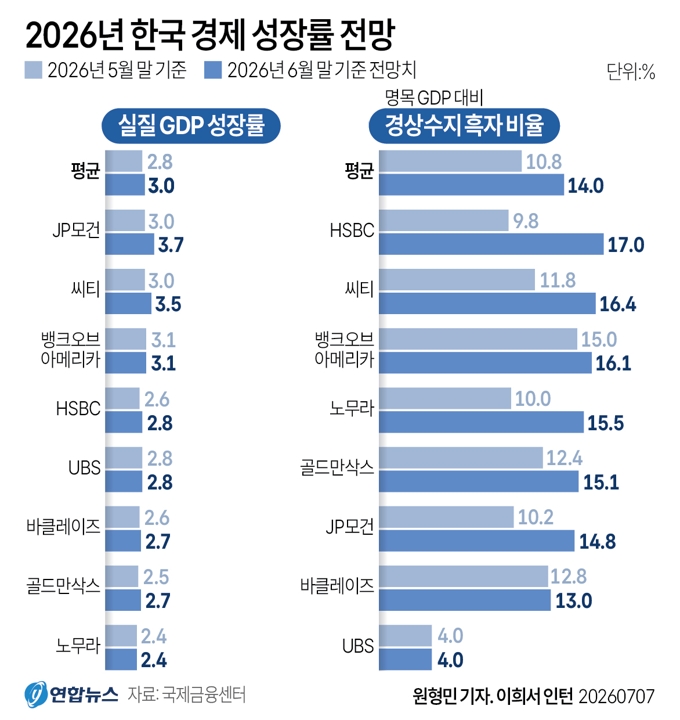 2026년 한국 경제 성장률 전망
2026년 5월 말 기준 2026년 6월 말 기준 전망치 단위:%
실질 GDP 성장률
평균 2.8
3.0
JP모건 3.0
3.7
씨티 3.0
3.5
뱅크오브 3.1
아메리카 3.1
HSBC 2.6
2.8
UBS 2.8
2.8
바클레이즈 2.6
2.7
골드만삭스 2.5
2.7
노무라 2.4
2.4
명목 GDP 대비
경상수지 흑자 비율
평균 10.8
14.0
HSBC 9.8
17.0
씨티 11.8
16.4
뱅크오브 15.0
아메리카 16.1
노무라 10.0
15.5
골드만삭스 12.4
15.1
JP모건 10.2
14.8
바클레이즈 12.8
13.0
UBS 4.0
4.0
연합뉴스 자료: 국제금융센터 원형민 기자. 이희서 인턴 20260707